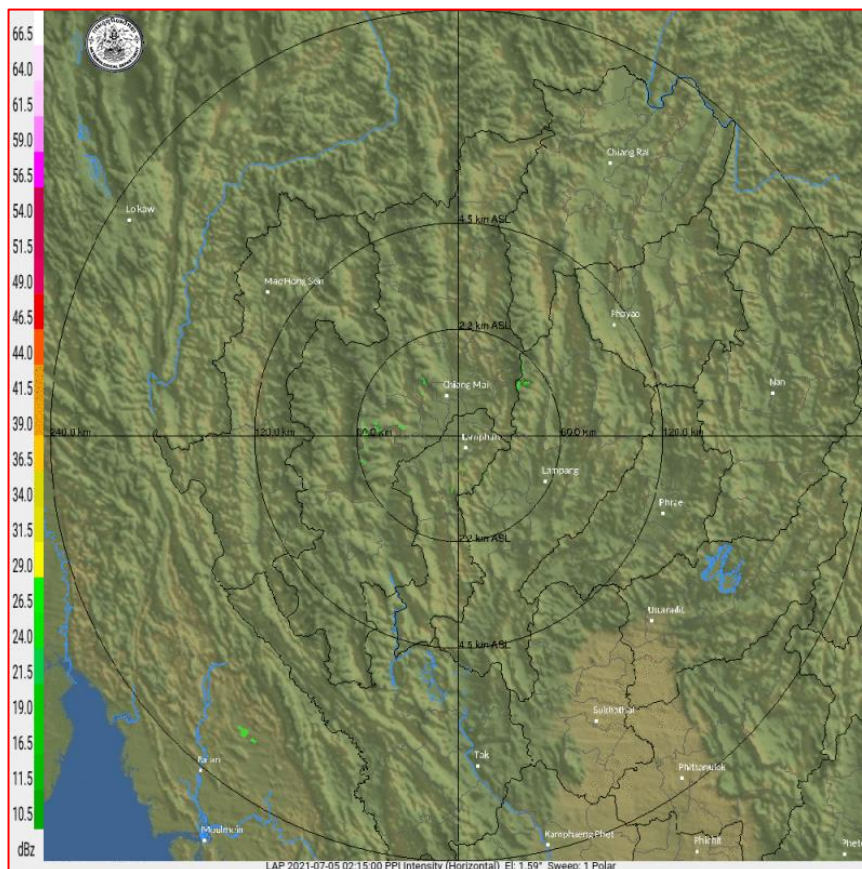 66.5
64.0
61.5
59.0
56.5
54.0
51.5
49.0
46.5
44.0
41.5
39.0
36.5
34.0
31.5
29.0
26.5
24.0
21.5
19.0
16.5
11.5
10.5
dBz
Chiang Rai
Loikaw
4.5 km ASL
Mae Hong Son
Phayao
2.2 km ASL
Chiang Mai
Nan
240.0 km
120.0 km
60.0 km
60.0 km
120.0 km
Lamphun
Lampang
Phrae
2.2 km ASL
Uttaradit
4.5 km ASL
Sukhothai
Tak
Phitsanulok
Moulmein
Kamphaeng Phet
Phichit
LAP 2021-07-05 02:15:00 PPI Intensity (Horizontal) El: 1.59° Sweep: 1 Polar